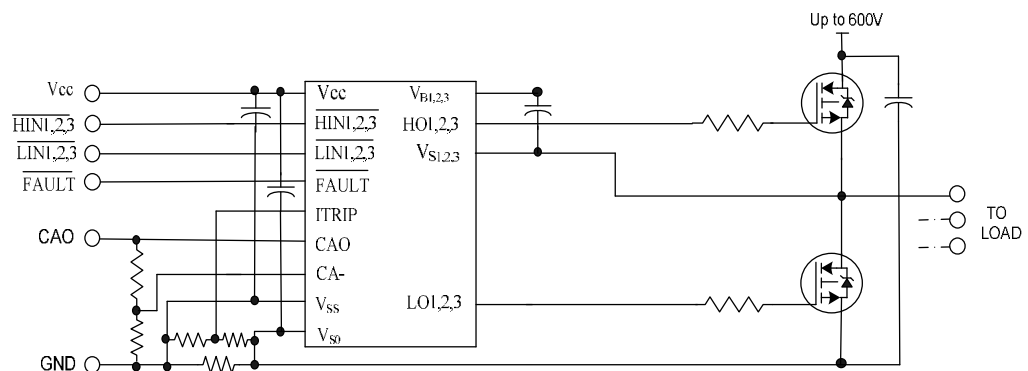 Up to 600V
Vcc
HIN1,2,3
LIN1,2,3
FAULT
CAO
GND
Vcc
HIN1,2,3
LIN1,2,3
FAULT
ITRIP
CAO
CA-
VSS
VS0
VB1,2,3
HO1,2,3
VS1,2,3
LO1,2,3
TO
LOAD